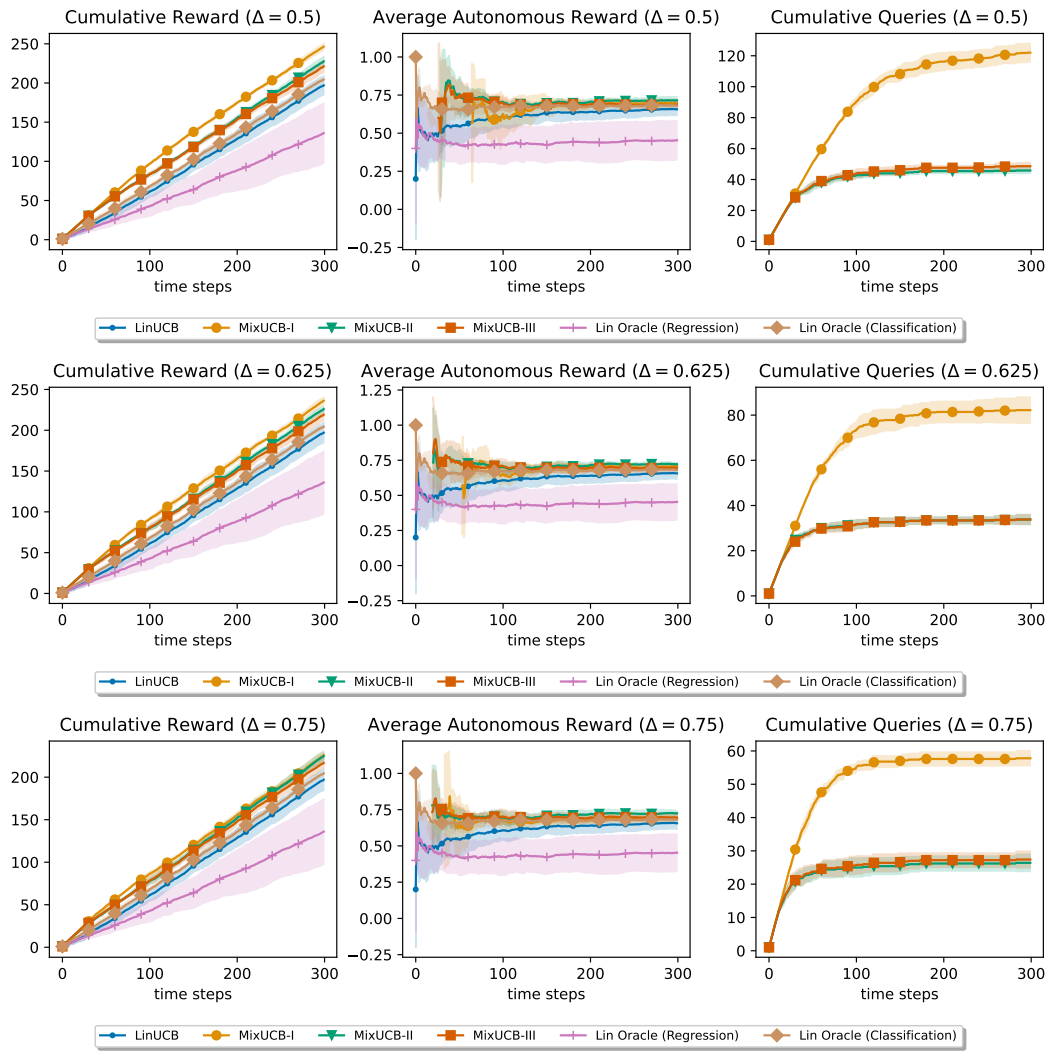 Cumulative Reward (Δ = 0.5)
Average Autonomous Reward (Δ = 0.5)
Cumulative Queries (Δ = 0.5)
250
200
150
100
50
0
0 100 200 300
time steps
1.00
0.75
0.50
0.25
0.00
−0.25
0 100 200 300
time steps
120
100
80
60
40
20
0
0 100 200 300
time steps
LinUCB MixUCB-I MixUCB-II MixUCB-III Lin Oracle (Regression) Lin Oracle (Classification)
Cumulative Reward (Δ = 0.625)
Average Autonomous Reward (Δ = 0.625)
Cumulative Queries (Δ = 0.625)
250
200
150
100
50
0
0 100 200 300
time steps
1.25
1.00
0.75
0.50
0.25
0.00
−0.25
0 100 200 300
time steps
80
60
40
20
0
0 100 200 300
time steps
LinUCB MixUCB-I MixUCB-II MixUCB-III Lin Oracle (Regression) Lin Oracle (Classification)
Cumulative Reward (Δ = 0.75)
Average Autonomous Reward (Δ = 0.75)
Cumulative Queries (Δ = 0.75)
200
150
100
50
0
0 100 200 300
time steps
1.00
0.75
0.50
0.25
0.00
−0.25
0 100 200 300
time steps
60
50
40
30
20
10
0
0 100 200 300
time steps
LinUCB MixUCB-I MixUCB-II MixUCB-III Lin Oracle (Regression) Lin Oracle (Classification)